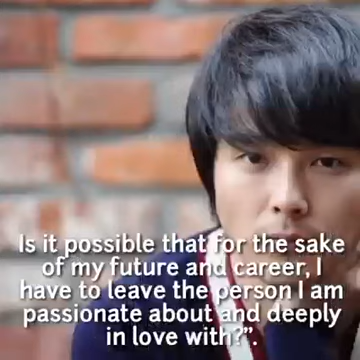 Is it possible that for the sake
of my future and career, I
have to leave the person I am
passionate about and deeply
in love with?".